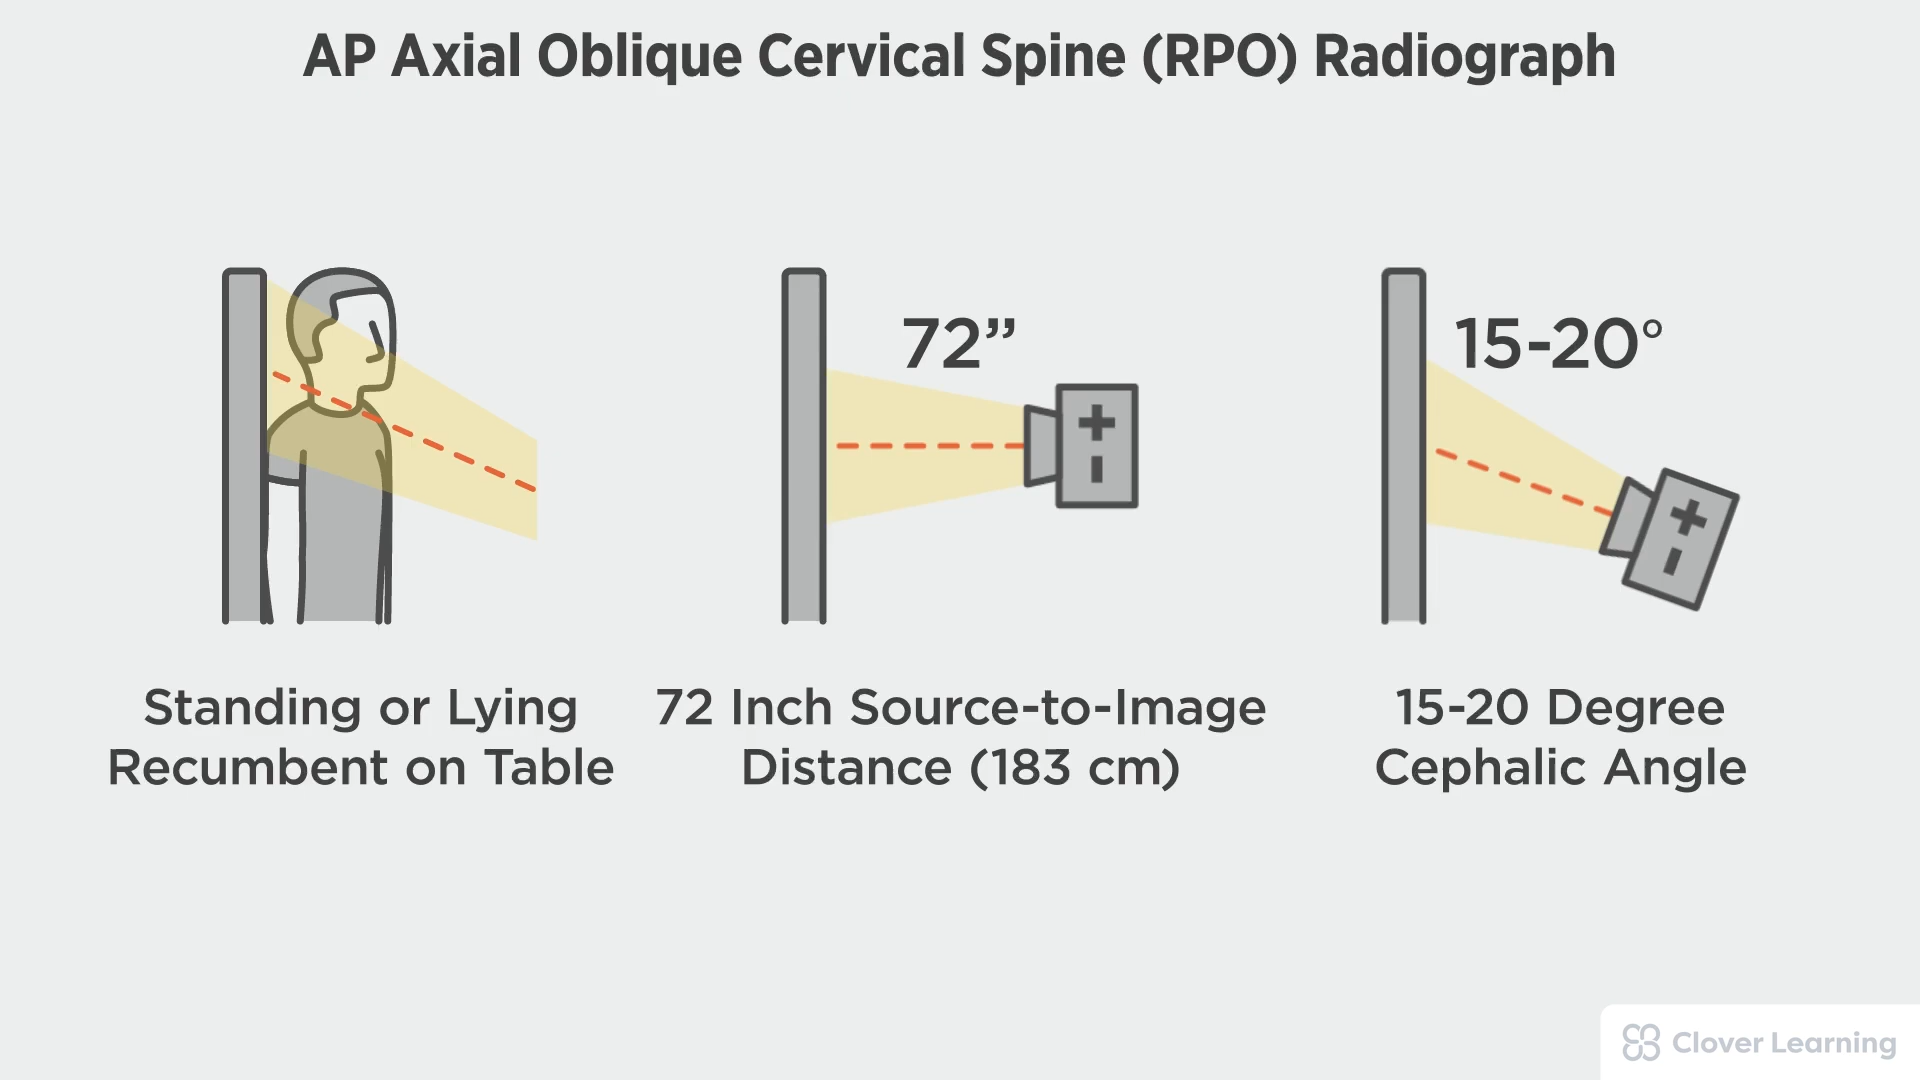 AP Axial Oblique Cervical Spine (RPO) Radiograph
72”
15-20°
Standing or Lying
Recumbent on Table
72 Inch Source-to-Image
Distance (183 cm)
15-20 Degree
Cephalic Angle
Clover Learning